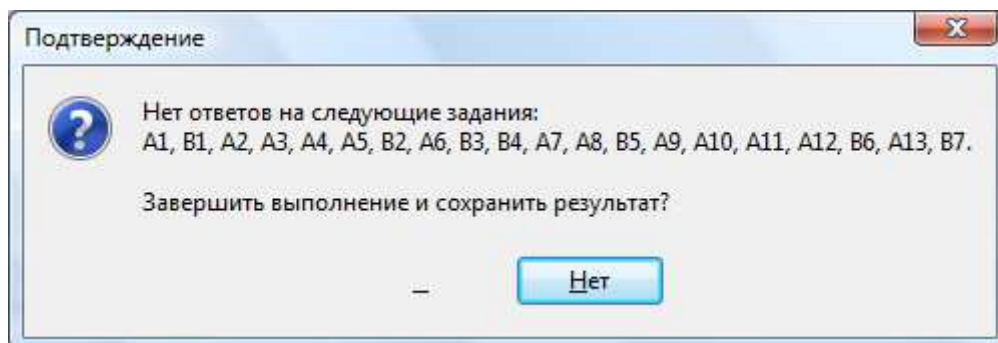 Подтверждение
Нет ответов на следующие задания:
A1, B1, A2, A3, A4, A5, B2, A6, B3, B4, A7, A8, B5, A9, A10, A11, A12, B6, A13, B7.
Завершить выполнение и сохранить результат?
Нет